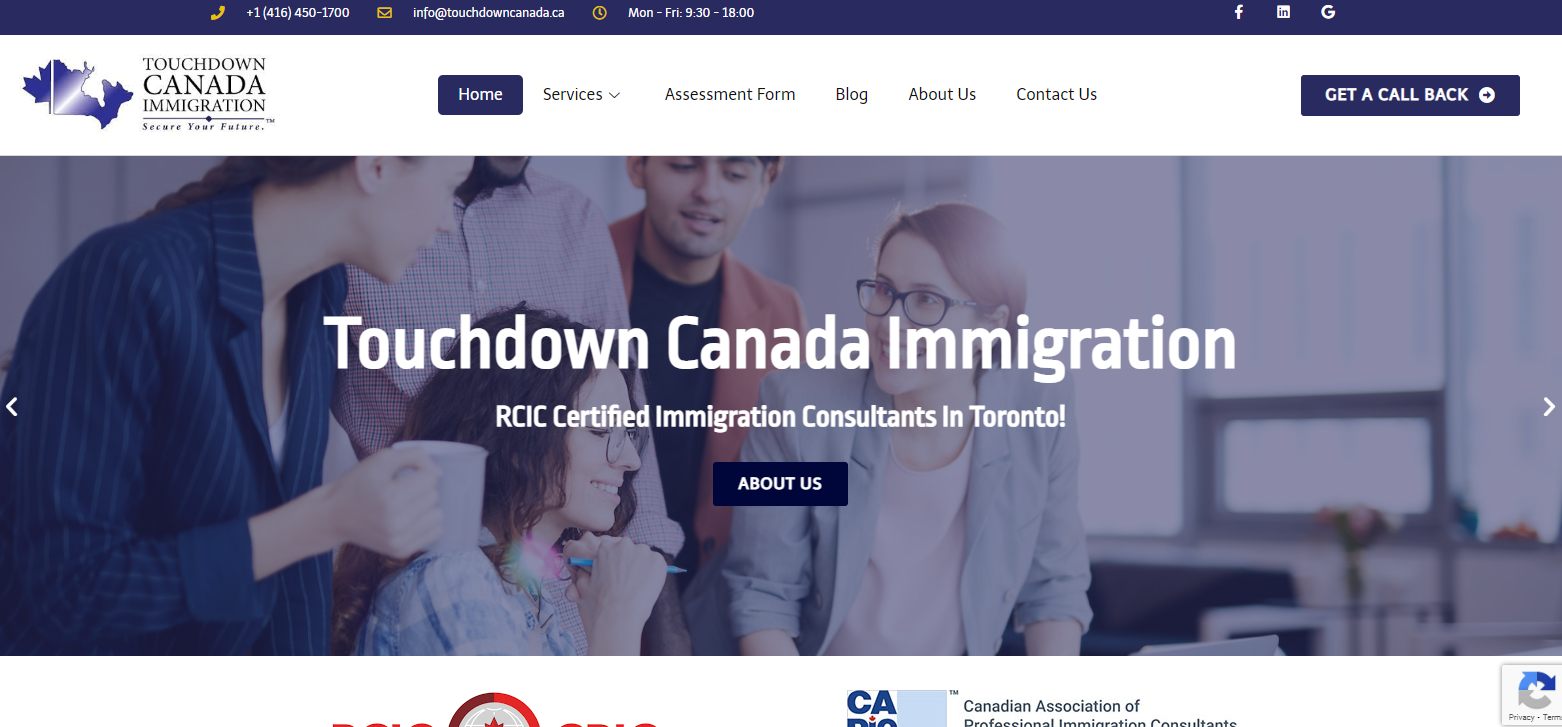 +1 (416) 450-1700 info@touchdowncanada.ca Mon - Fri: 9:30 - 18:00
TOUCHDOWN
CANADA
IMMIGRATION
Secure Your Future.™
Home Services Assessment Form Blog About Us Contact Us
GET A CALL BACK
Touchdown Canada Immigration
RCIC Certified Immigration Consultants In Toronto!
ABOUT US
CA
™
Canadian Association of
Professional Immigration Consultants
Privacy - Terms